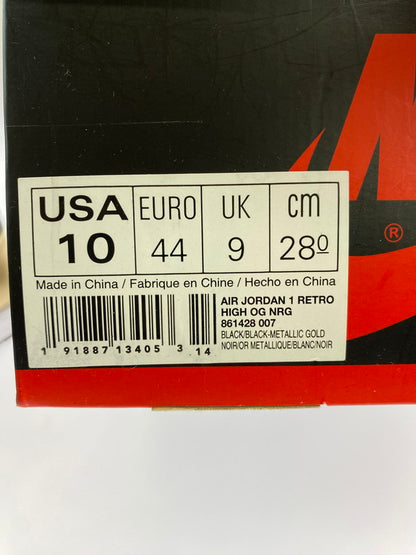 USA EURO UK cm
10 44 9 28⁰
Made in China / Fabrique en Chine / Hecho en China
AIR JORDAN 1 RETRO
HIGH OG NRG
861428 007
BLACK/BLACK-METALLIC GOLD
NOIR/OR METALLIQUE/BLANC/NOIR
1 91887 13405 3 14
®